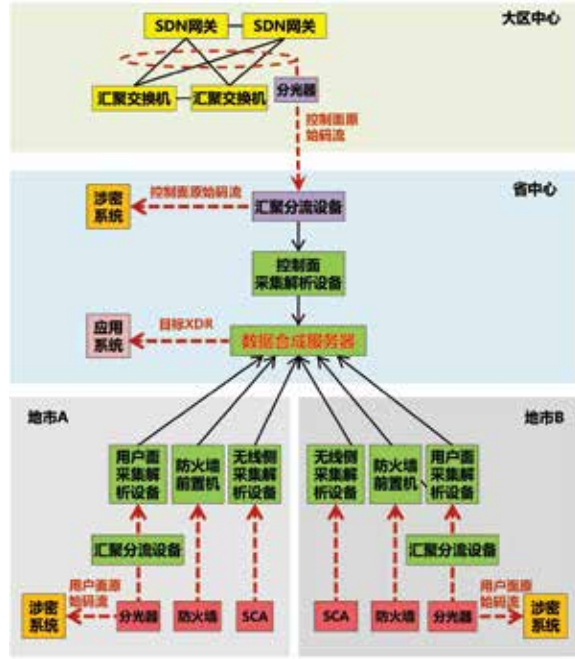 大区中心
SDN网关
SDN网关
汇聚交换机
汇聚交换机
分光器
控制面原
始码流
省中心
涉密
系统
控制面原始码流
汇聚分流设备
控制面
采集解析设备
应用
系统
目标XDR
数据合成服务器
地市A
用户面
采集解
析设备
防火墙
前置机
无线侧
采集解
析设备
汇聚分流设备
用户面原
始码流
涉密
系统
分光器
防火墙
SCA
地市B
无线侧
采集解
析设备
防火墙
前置机
用户面
采集解
析设备
汇聚分流设备
用户面原
始码流
SCA
防火墙
分光器
涉密
系统